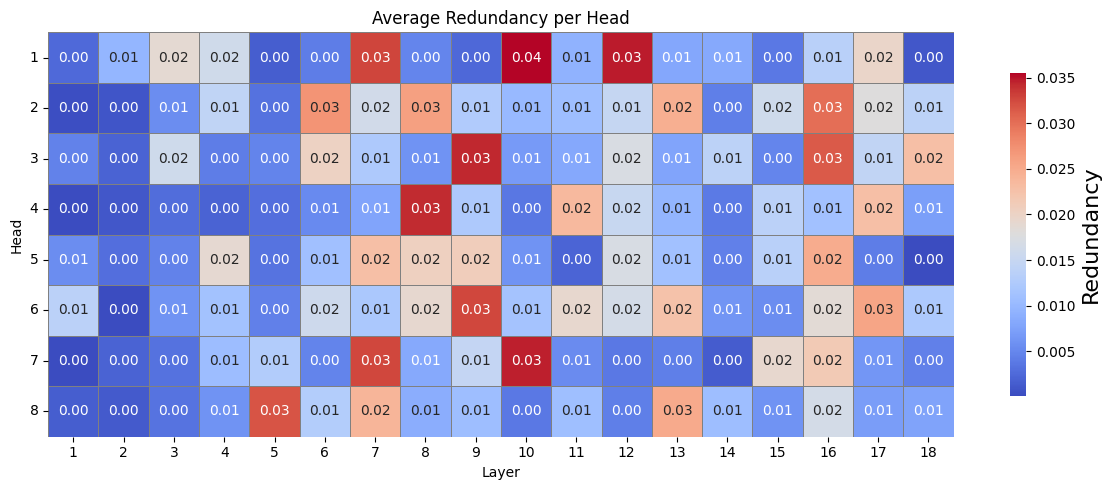 Average Redundancy per Head
1 0.00 0.01 0.02 0.02 0.00 0.00 0.03 0.00 0.00 0.04 0.01 0.03 0.01 0.01 0.00 0.01 0.02 0.00
2 0.00 0.00 0.01 0.01 0.00 0.03 0.02 0.03 0.01 0.01 0.01 0.01 0.02 0.00 0.02 0.03 0.02 0.01
3 0.00 0.00 0.02 0.00 0.00 0.02 0.01 0.01 0.03 0.01 0.01 0.02 0.01 0.01 0.00 0.03 0.01 0.02
4 0.00 0.00 0.00 0.00 0.00 0.01 0.01 0.03 0.01 0.00 0.02 0.02 0.01 0.00 0.01 0.01 0.02 0.01
5 0.01 0.00 0.00 0.02 0.00 0.01 0.02 0.02 0.02 0.01 0.00 0.02 0.01 0.00 0.01 0.02 0.00 0.00
6 0.01 0.00 0.01 0.01 0.00 0.02 0.01 0.02 0.03 0.01 0.02 0.02 0.02 0.01 0.01 0.02 0.03 0.01
7 0.00 0.00 0.00 0.01 0.01 0.00 0.03 0.01 0.01 0.03 0.01 0.00 0.00 0.00 0.02 0.02 0.01 0.00
8 0.00 0.00 0.00 0.01 0.03 0.01 0.02 0.01 0.01 0.00 0.01 0.00 0.03 0.01 0.01 0.02 0.01 0.01
Head
1 2 3 4 5 6 7 8 9 10 11 12 13 14 15 16 17 18
Layer
0.035
0.030
0.025
0.020
0.015
0.010
0.005
Redundancy